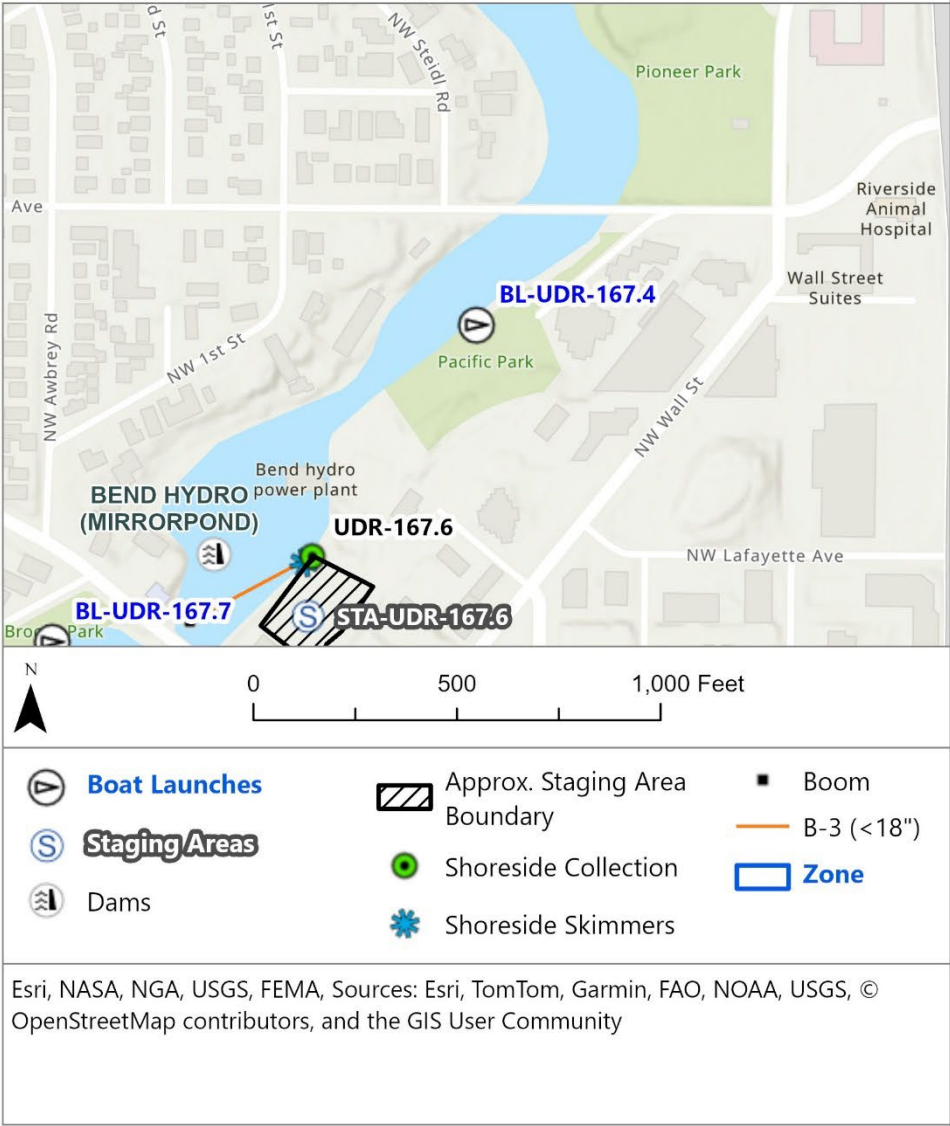 d St
1st St
NW Steidl Rd
Pioneer Park
Ave
Riverside
Animal
Hospital
BL-UDR-167.4
Wall Street
Suites
NW Awbrey Rd
NW 1st St
Pacific Park
NW Wall St
Bend hydro
power plant
BEND HYDRO
(MIRRORPOND)
UDR-167.6
NW Lafayette Ave
BL-UDR-167.7
S
STA-UDR-167.6
Park
N
0
500
1,000 Feet
Boat Launches
S
Staging Areas
Dams
Approx. Staging Area
Boundary
Shoreside Collection
Shoreside Skimmers
Boom
B-3 (<18")
Zone
Esri, NASA, NGA, USGS, FEMA, Sources: Esri, TomTom, Garmin, FAO, NOAA, USGS, ©
OpenStreetMap contributors, and the GIS User Community